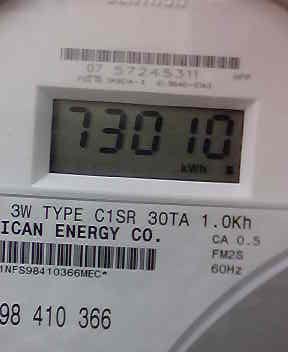 07 57245311
73010
kWh
3W TYPE C1SR 30TA 1.0Kh
ICAN ENERGY CO.
CA 0.5
FM2S
1NFS98410366MEC*
60Hz
98 410 366